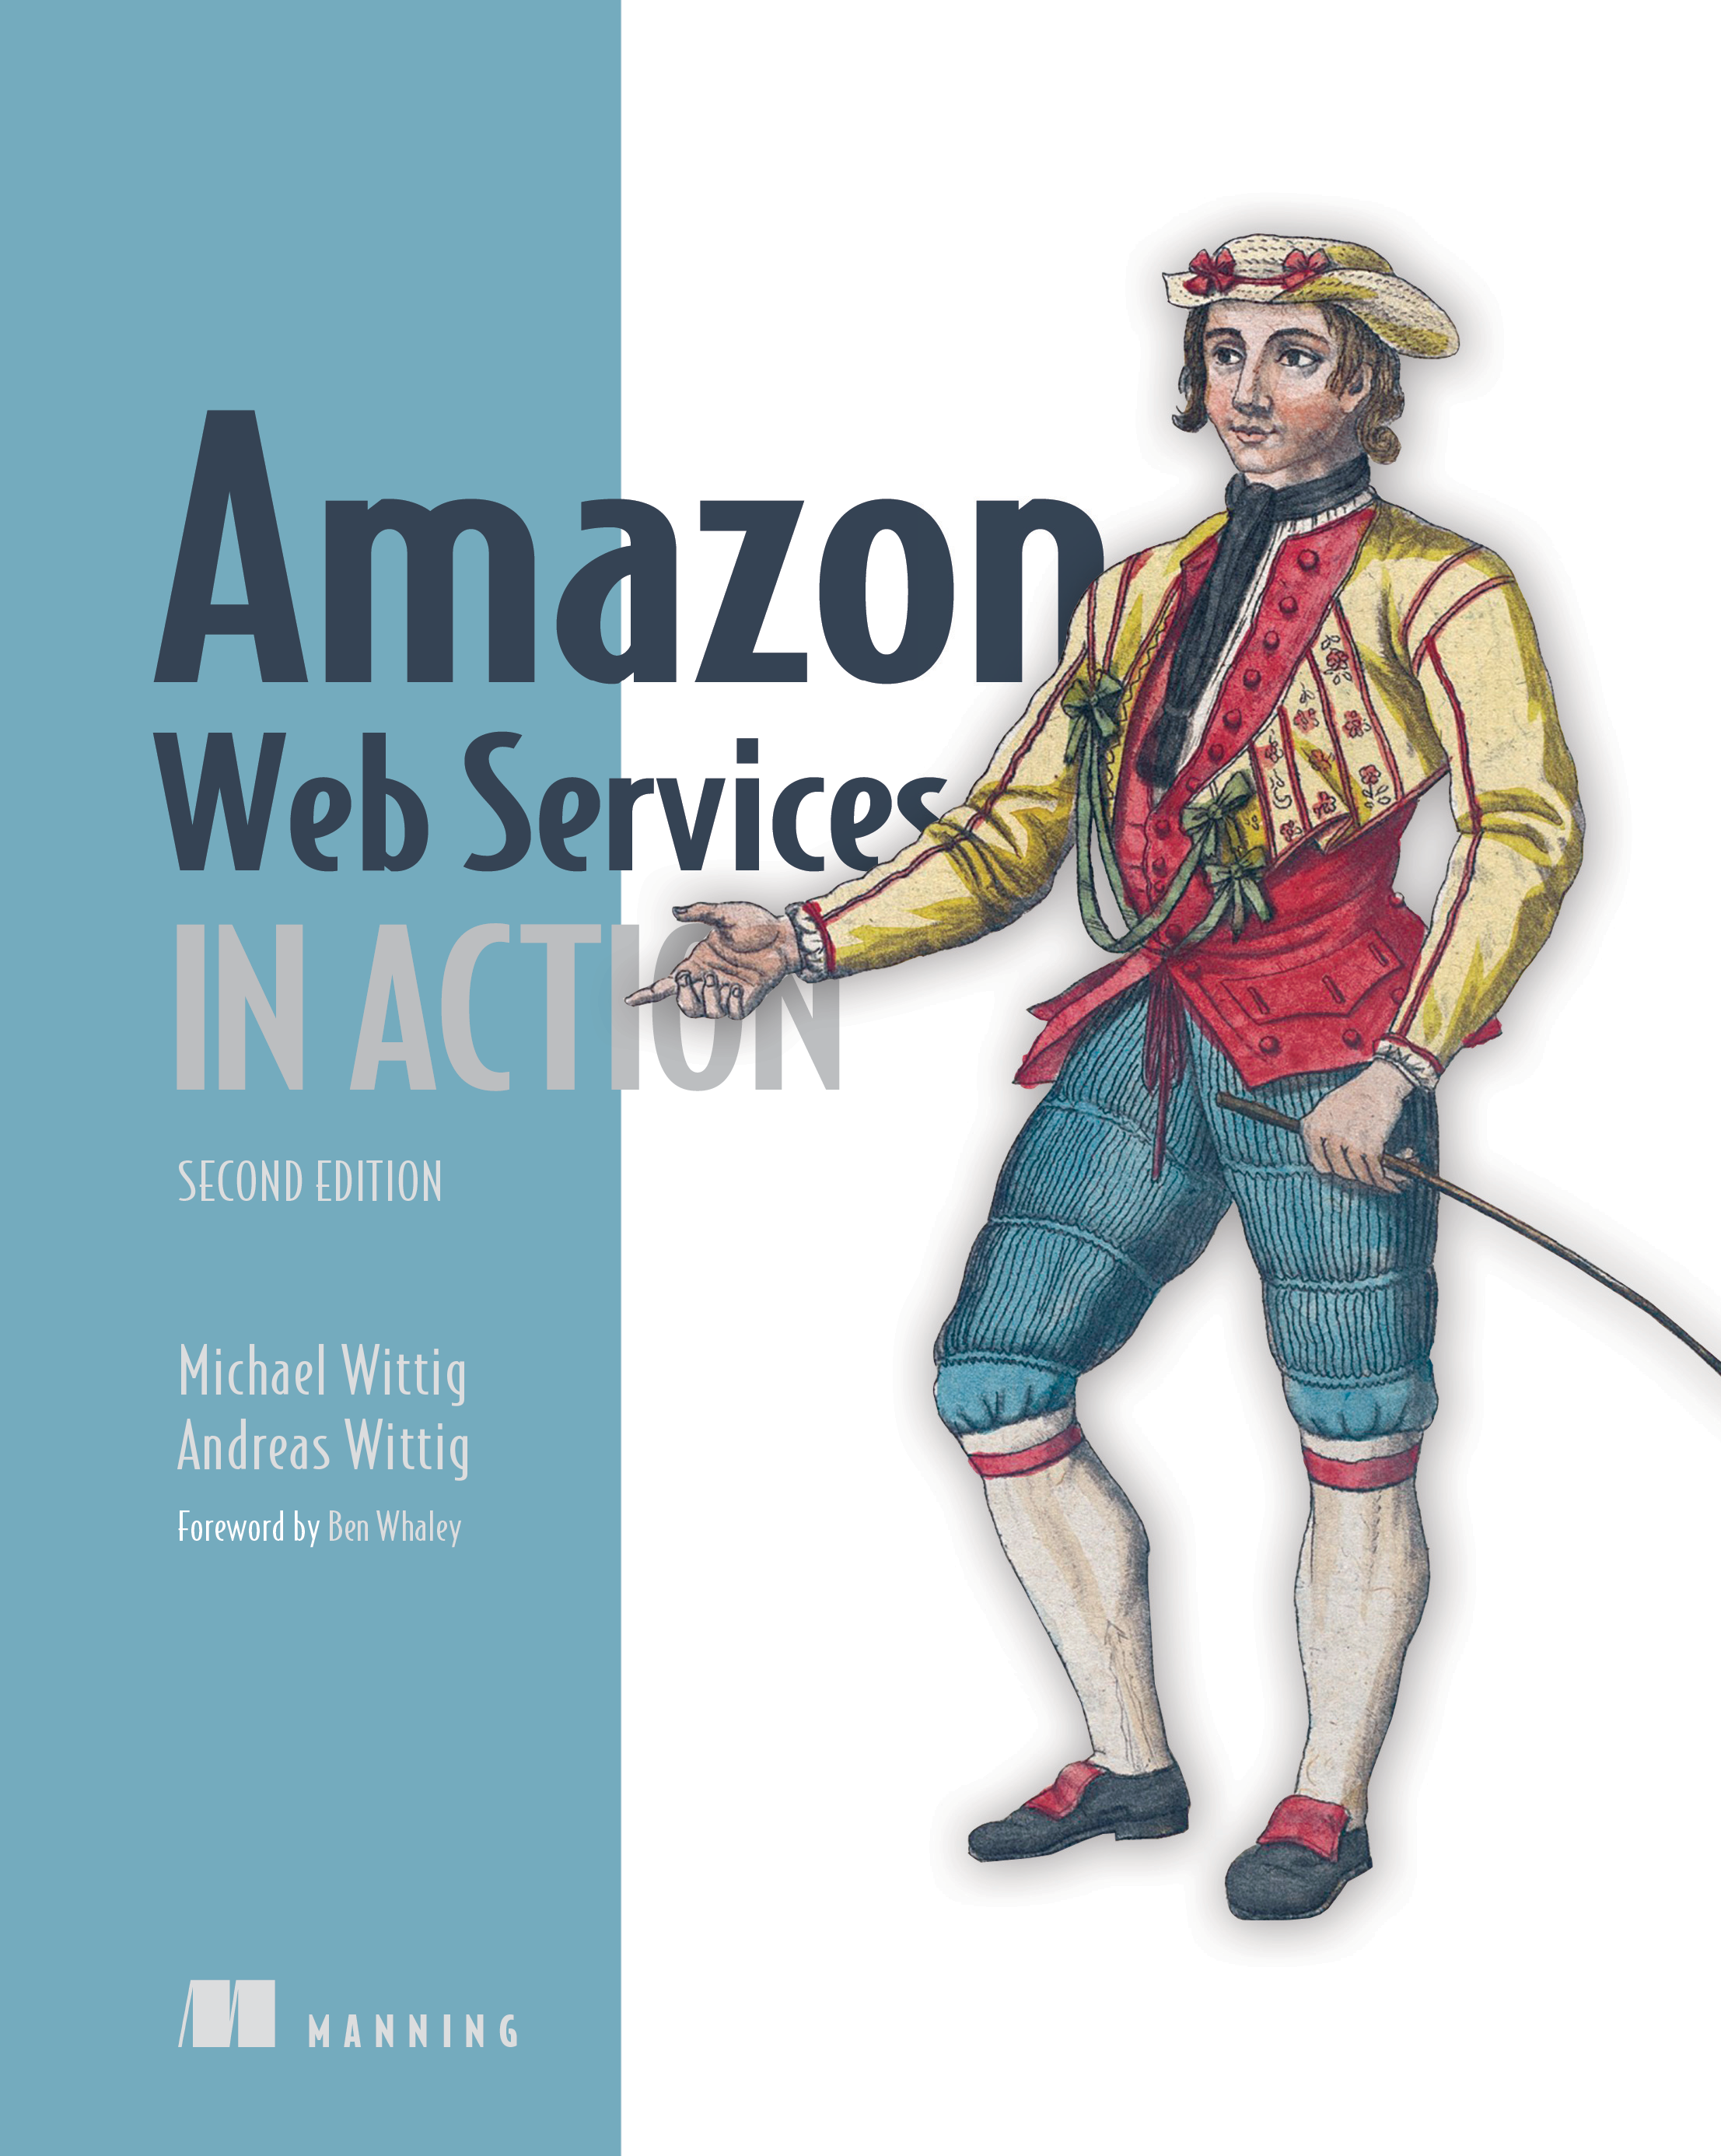 Amazon
Web Services
IN ACTION
SECOND EDITION
Michael Wittig
Andreas Wittig
Foreword by Ben Whaley
MANNING